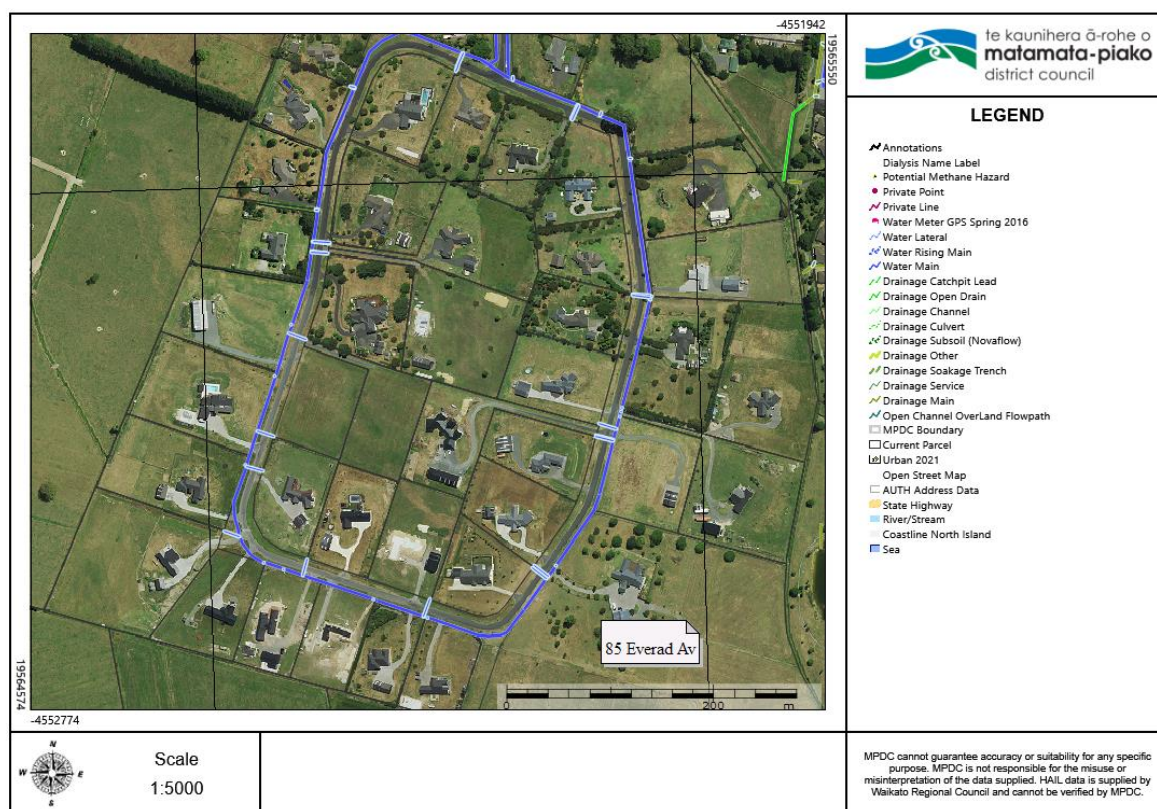 -4551942
19565550
85 Everad Av
0
200
m
19564574
-4552774
te kaunihera ā-rohe o
matamata-piako
district council
LEGEND
Annotations
Dialysis Name Label
Potential Methane Hazard
Private Point
Private Line
Water Meter GPS Spring 2016
Water Lateral
Water Rising Main
Water Main
Drainage Catchpit Lead
Drainage Open Drain
Drainage Channel
Drainage Culvert
Drainage Subsoil (Novaflow)
Drainage Other
Drainage Soakage Trench
Drainage Service
Drainage Main
Open Channel OverLand Flowpath
MPDC Boundary
Current Parcel
Urban 2021
Open Street Map
AUTH Address Data
State Highway
River/Stream
Coastline North Island
Sea
N
W
E
S
Scale
1:5000
MPDC cannot guarantee accuracy or suitability for any specific
purpose. MPDC is not responsible for the misuse or
misinterpretation of the data supplied. HAIL data is supplied by
Waikato Regional Council and cannot be verified by MPDC.